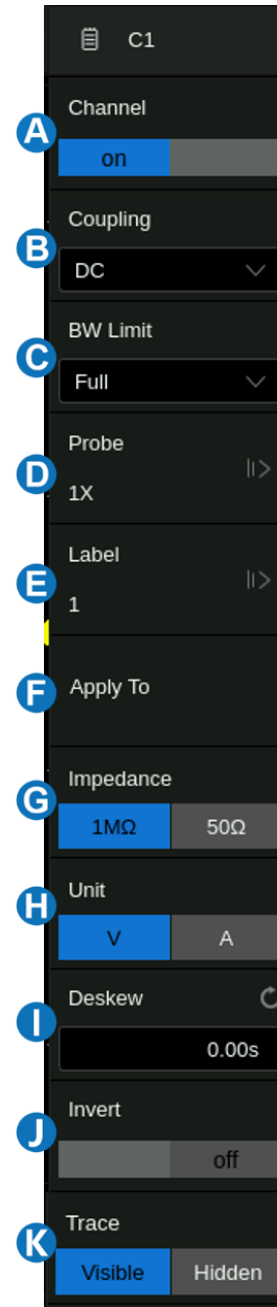 C1
A
Channel
on
B
Coupling
DC
C
BW Limit
Full
D
Probe
1X
E
Label
1
F
Apply To
G
Impedance
1MΩ 50Ω
H
Unit
V A
I
Deskew
0.00s
J
Invert
off
K
Trace
Visible Hidden